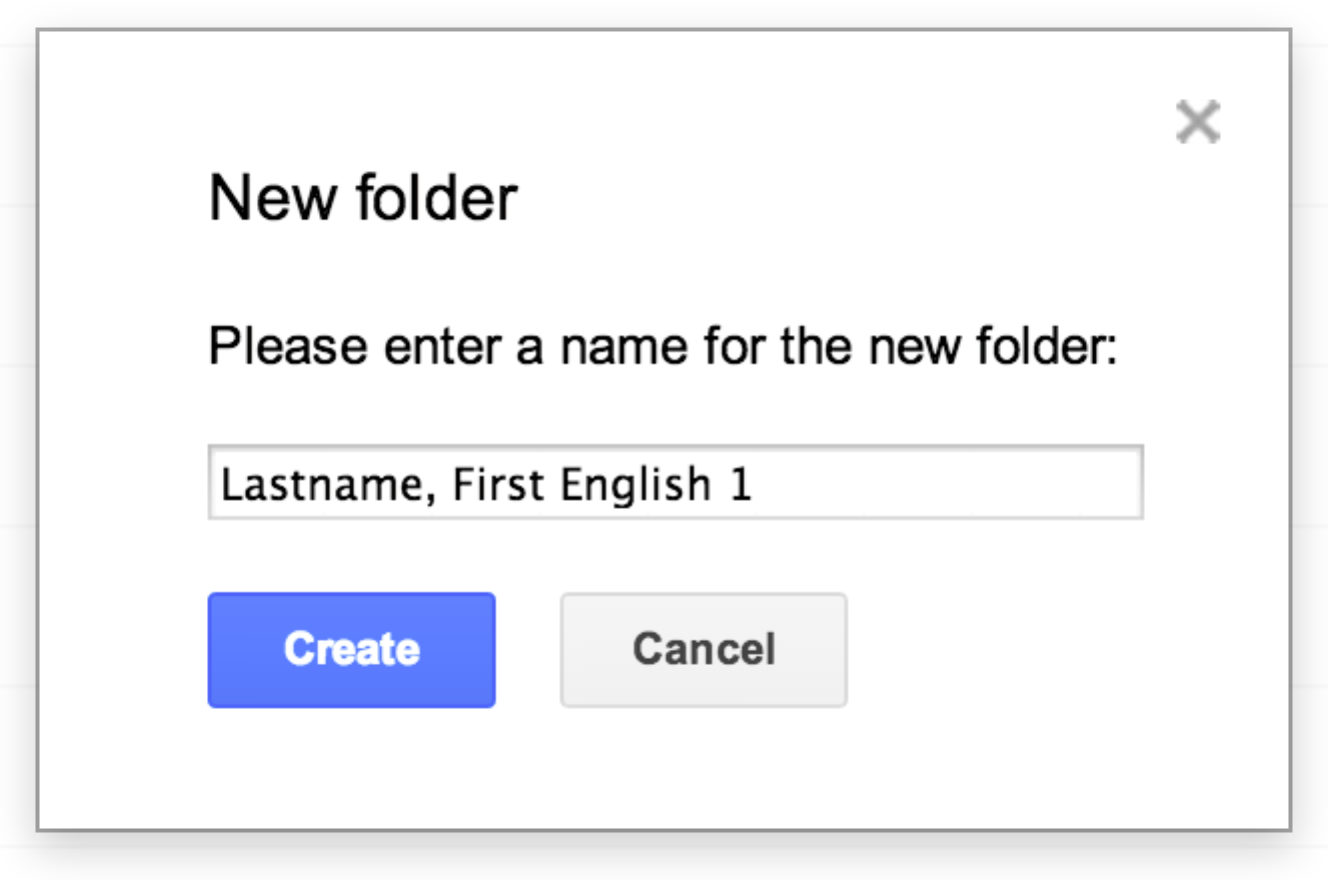 New folder
Please enter a name for the new folder:
Lastname, First English 1
Create
Cancel